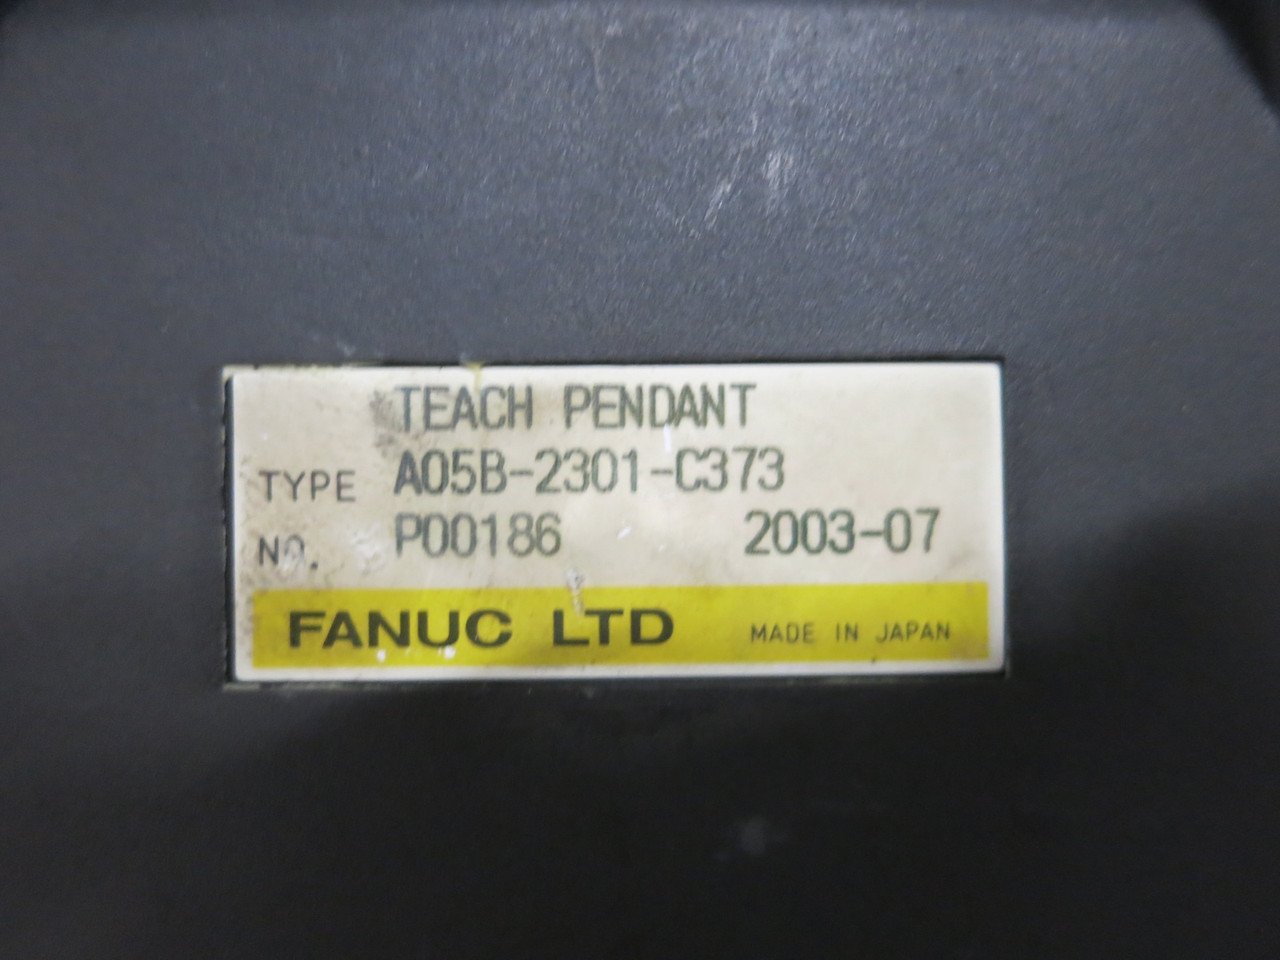 TEACH PENDANT
TYPE A05B-2301-C373
NO. P00186 2003-07
FANUC LTD MADE IN JAPAN